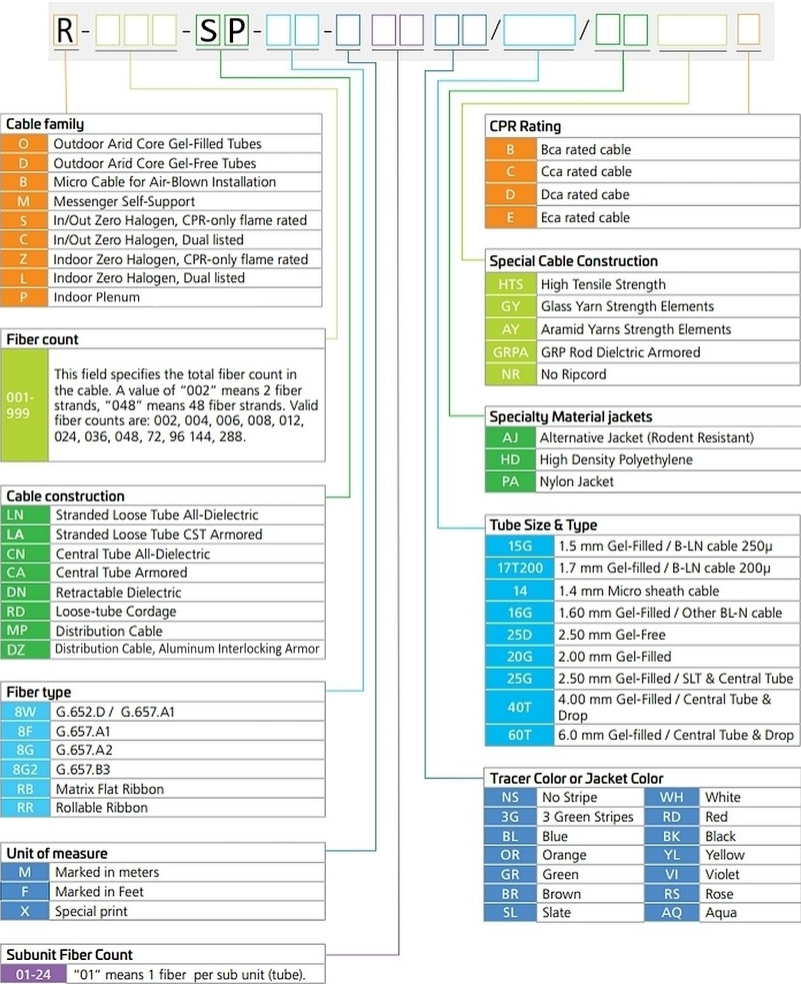 R - - SP - - / /
Cable family
O Outdoor Arid Core Gel-Filled Tubes
D Outdoor Arid Core Gel-Free Tubes
B Micro Cable for Air-Blown Installation
M Messenger Self-Support
S In/Out Zero Halogen, CPR-only flame rated
C In/Out Zero Halogen, Dual listed
Z Indoor Zero Halogen, CPR-only flame rated
L Indoor Zero Halogen, Dual listed
P Indoor Plenum
Fiber count
001-
999
This field specifies the total fiber count in
the cable. A value of “002” means 2 fiber
strands, “048” means 48 fiber strands. Valid
fiber counts are: 002, 004, 006, 008, 012,
024, 036, 048, 72, 96 144, 288.
Cable construction
LN Stranded Loose Tube All-Dielectric
LA Stranded Loose Tube CST Armored
CN Central Tube All-Dielectric
CA Central Tube Armored
DN Retractable Dielectric
RD Loose-tube Cordage
MP Distribution Cable
DZ Distribution Cable, Aluminum Interlocking Armor
Fiber type
8W G.652.D / G.657.A1
8F G.657.A1
8G G.657.A2
8G2 G.657.B3
RB Matrix Flat Ribbon
RR Rollable Ribbon
Unit of measure
M Marked in meters
F Marked in Feet
X Special print
Subunit Fiber Count
01-24 “01” means 1 fiber per sub unit (tube).
CPR Rating
B Bca rated cable
C Cca rated cable
D Dca rated cabe
E Eca rated cable
Special Cable Construction
HTS High Tensile Strength
GY Glass Yarn Strength Elements
AY Aramid Yarns Strength Elements
GRPA GRP Rod Dielctric Armored
NR No Ripcord
Specialty Material jackets
AJ Alternative Jacket (Rodent Resistant)
HD High Density Polyethylene
PA Nylon Jacket
Tube Size & Type
15G 1.5 mm Gel-Filled / B-LN cable 250µ
17T200 1.7 mm Gel-filled / B-LN cable 200µ
14 1.4 mm Micro sheath cable
16G 1.60 mm Gel-Filled / Other BL-N cable
25D 2.50 mm Gel-Free
20G 2.00 mm Gel-Filled
25G 2.50 mm Gel-Filled / SLT & Central Tube
40T 4.00 mm Gel-Filled / Central Tube &
Drop
60T 6.0 mm Gel-filled / Central Tube & Drop
Tracer Color or Jacket Color
NS No Stripe WH White
3G 3 Green Stripes RD Red
BL Blue BK Black
OR Orange YL Yellow
GR Green VI Violet
BR Brown RS Rose
SL Slate AQ Aqua